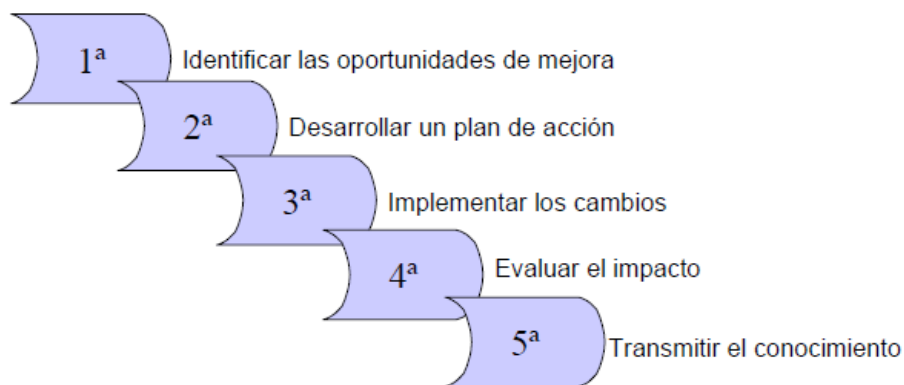 1ª Identificar las oportunidades de mejora
2ª Desarrollar un plan de acción
3ª Implementar los cambios
4ª Evaluar el impacto
5ª Transmitir el conocimiento